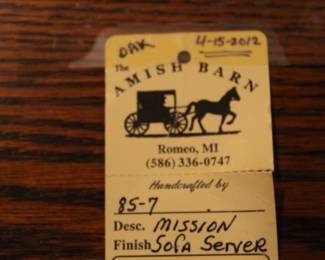 OAK 4-15-2012
The
AMISH BARN
Romeo, MI
(586) 336-0747
Handcrafted by
85-7
Desc. MISSION
Finish SOFA SERVER